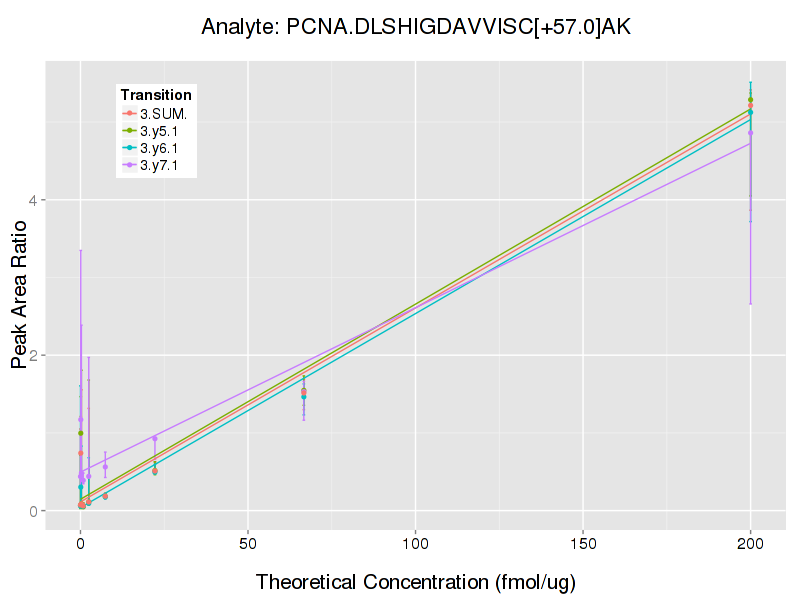 Analyte: PCNA.DLSHIGDAVVISC[+57.0]AK
Transition
3.SUM.
3.y5.1
3.y6.1
3.y7.1
Peak Area Ratio
4
2
0
0
50
100
150
200
Theoretical Concentration (fmol/ug)